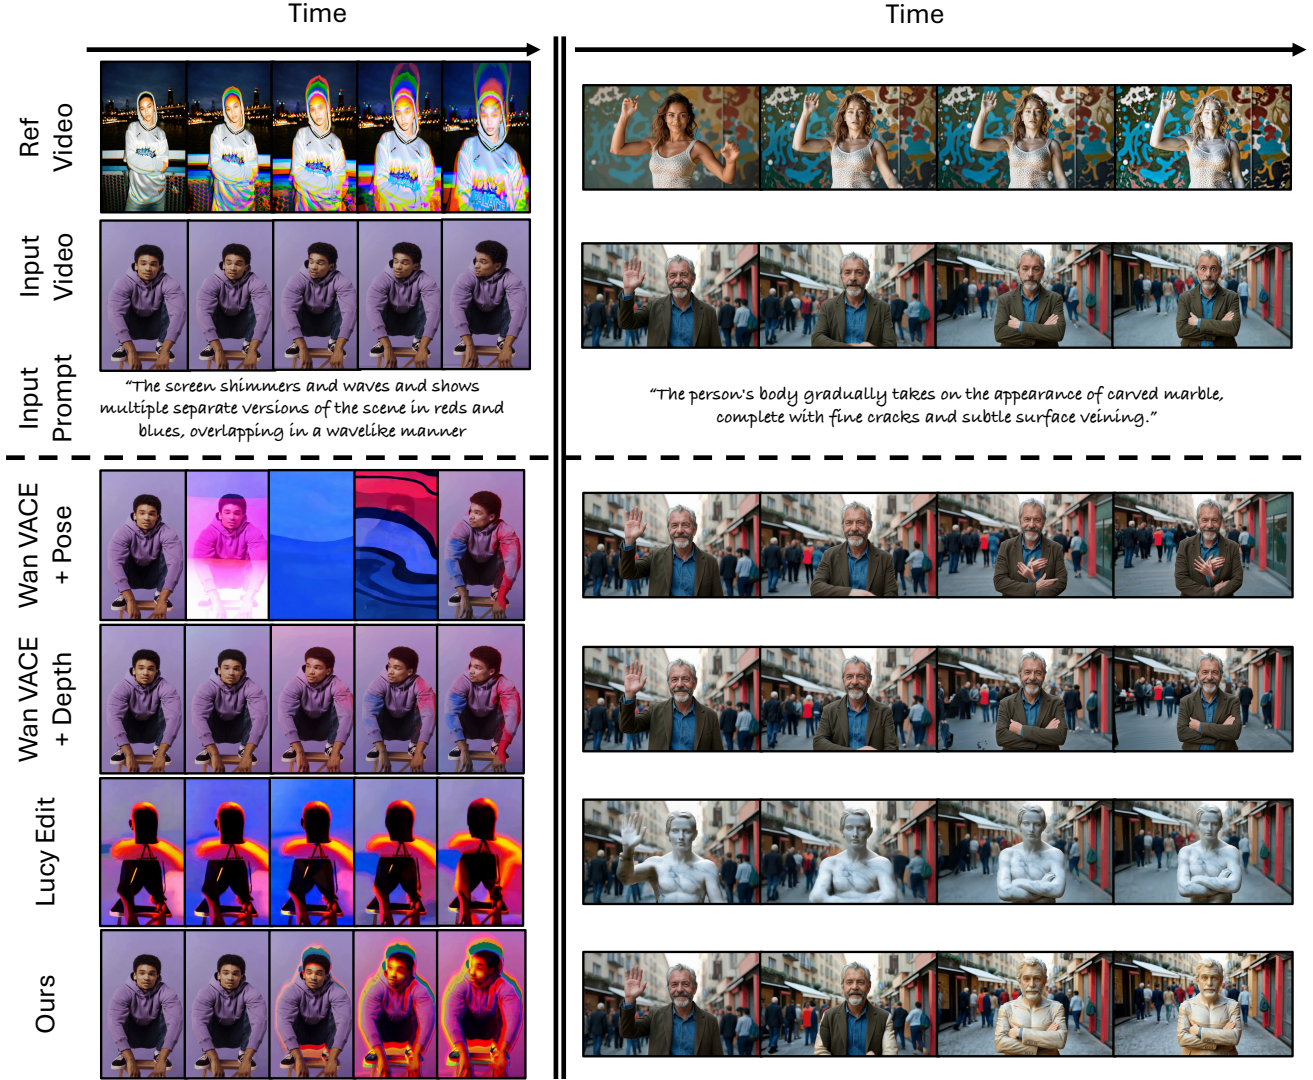 Time
Time
Ref
Video
Input
Video
Input
Prompt
“The screen shimmers and waves and shows
multiple separate versions of the scene in reds and
blues, overlapping in a wavelike manner
“The person's body gradually takes on the appearance of carved marble,
complete with fine cracks and subtle surface veining.”
Wan VACE
+ Pose
Wan VACE
+ Depth
Lucy Edit
Ours